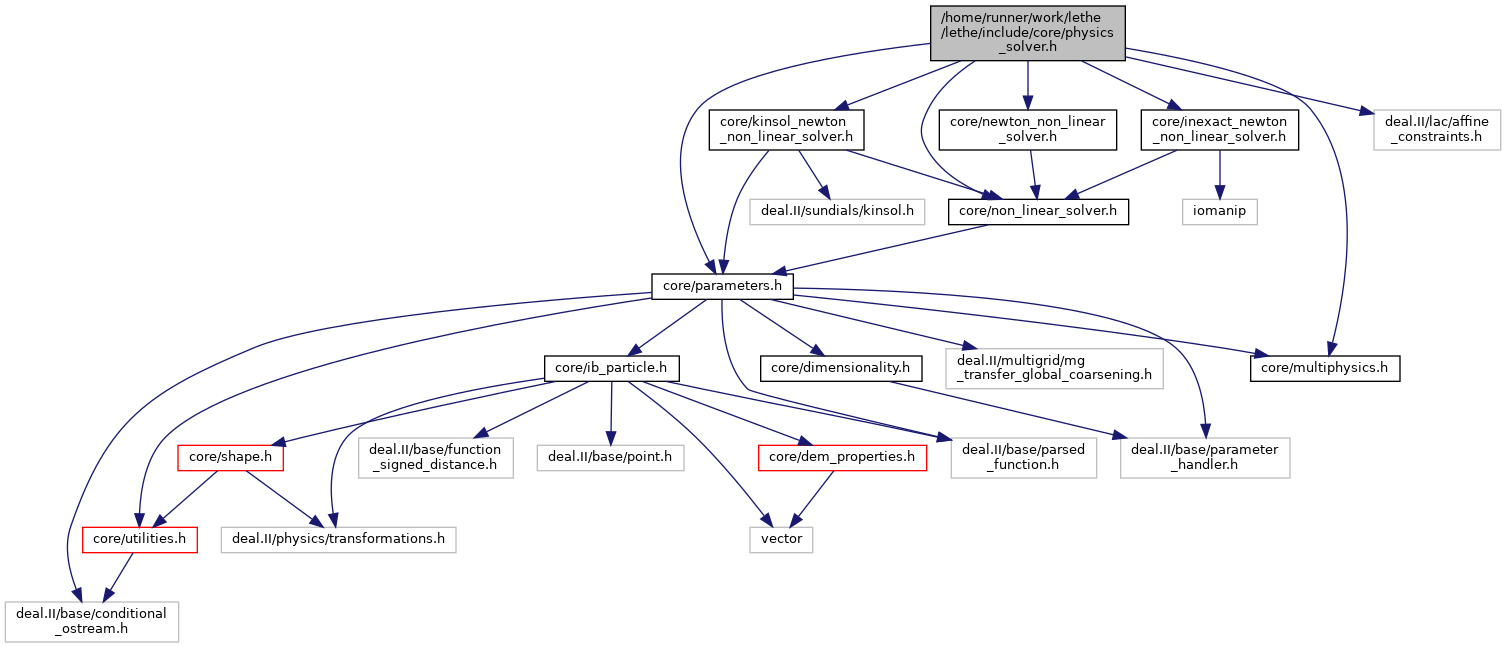 /home/runner/work/lethe
/lethe/include/core/physics
_solver.h
core/kinsol_newton
_non_linear_solver.h
core/newton_non_linear
_solver.h
core/inexact_newton
_non_linear_solver.h
deal.II/lac/affine
_constraints.h
deal.II/sundials/kinsol.h
core/non_linear_solver.h
iomanip
core/parameters.h
core/ib_particle.h
core/dimensionality.h
deal.II/multigrid/mg
_transfer_global_coarsening.h
core/multiphysics.h
core/shape.h
deal.II/base/function
_signed_distance.h
deal.II/base/point.h
core/dem_properties.h
deal.II/base/parsed
_function.h
deal.II/base/parameter
_handler.h
core/utilities.h
deal.II/physics/transformations.h
vector
deal.II/base/conditional
_ostream.h